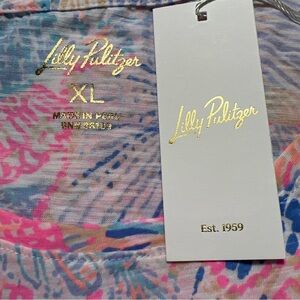 Lilly Pulitzer
XL
MADE IN PERU
Lilly Pulitzer
Est. 1959